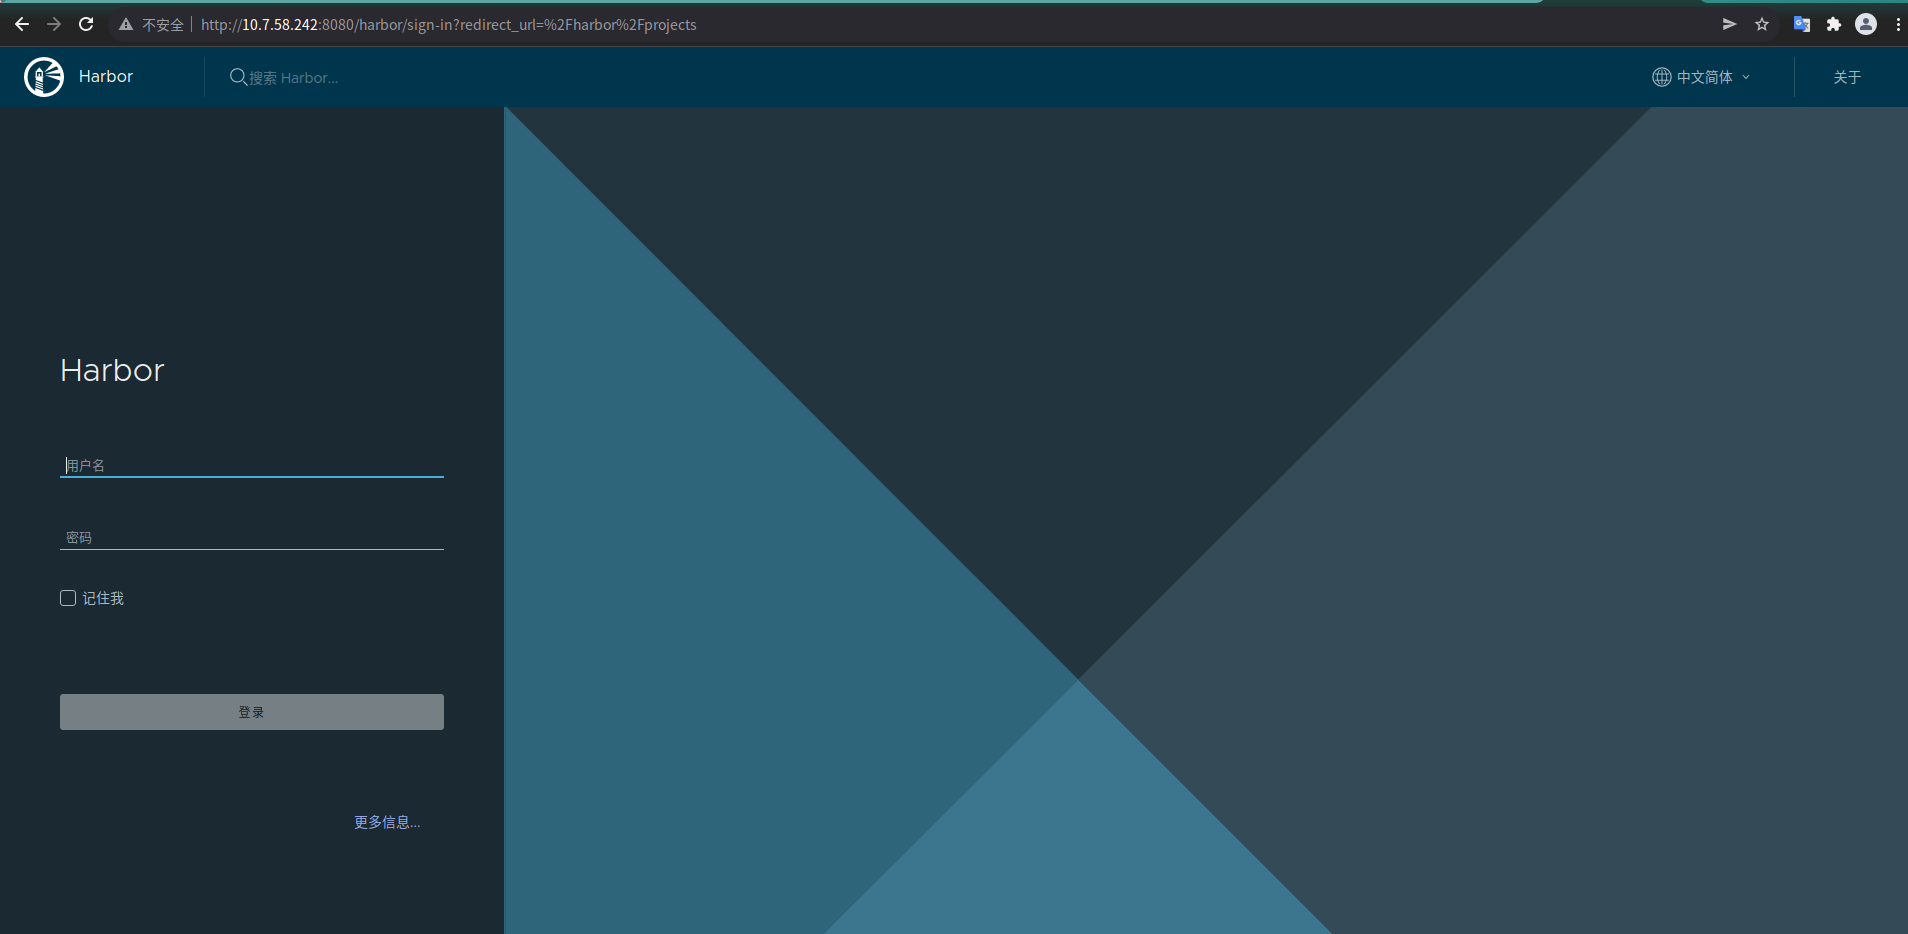 不安全 http://10.7.58.242:8080/harbor/sign-in?redirect_url=%2Fharbor%2Fprojects
Harbor 搜索 Harbor... 中文简体 关于
Harbor
用户名
密码
记住我
登录
更多信息...